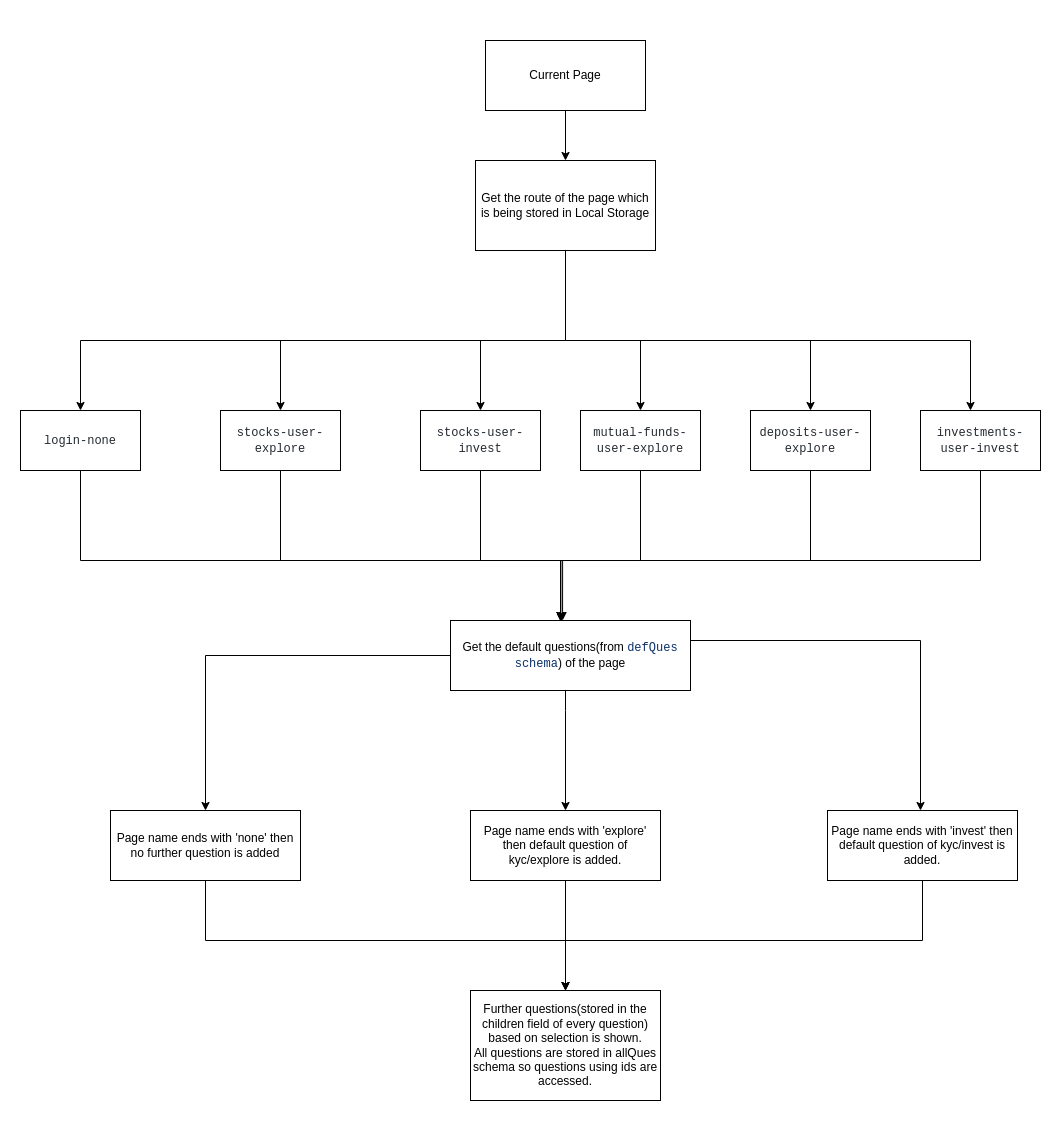 Current Page
Get the route of the page which
is being stored in Local Storage
login-none
stocks-user-
explore
stocks-user-
invest
mutual-funds-
user-explore
deposits-user-
explore
investments-
user-invest
Get the default questions(from defQues
schema) of the page
Page name ends with 'none' then
no further question is added
Page name ends with 'explore'
then default question of
kyc/explore is added.
Page name ends with 'invest' then
default question of kyc/invest is
added.
Further questions(stored in the
children field of every question)
based on selection is shown.
All questions are stored in allQues
schema so questions using ids are
accessed.